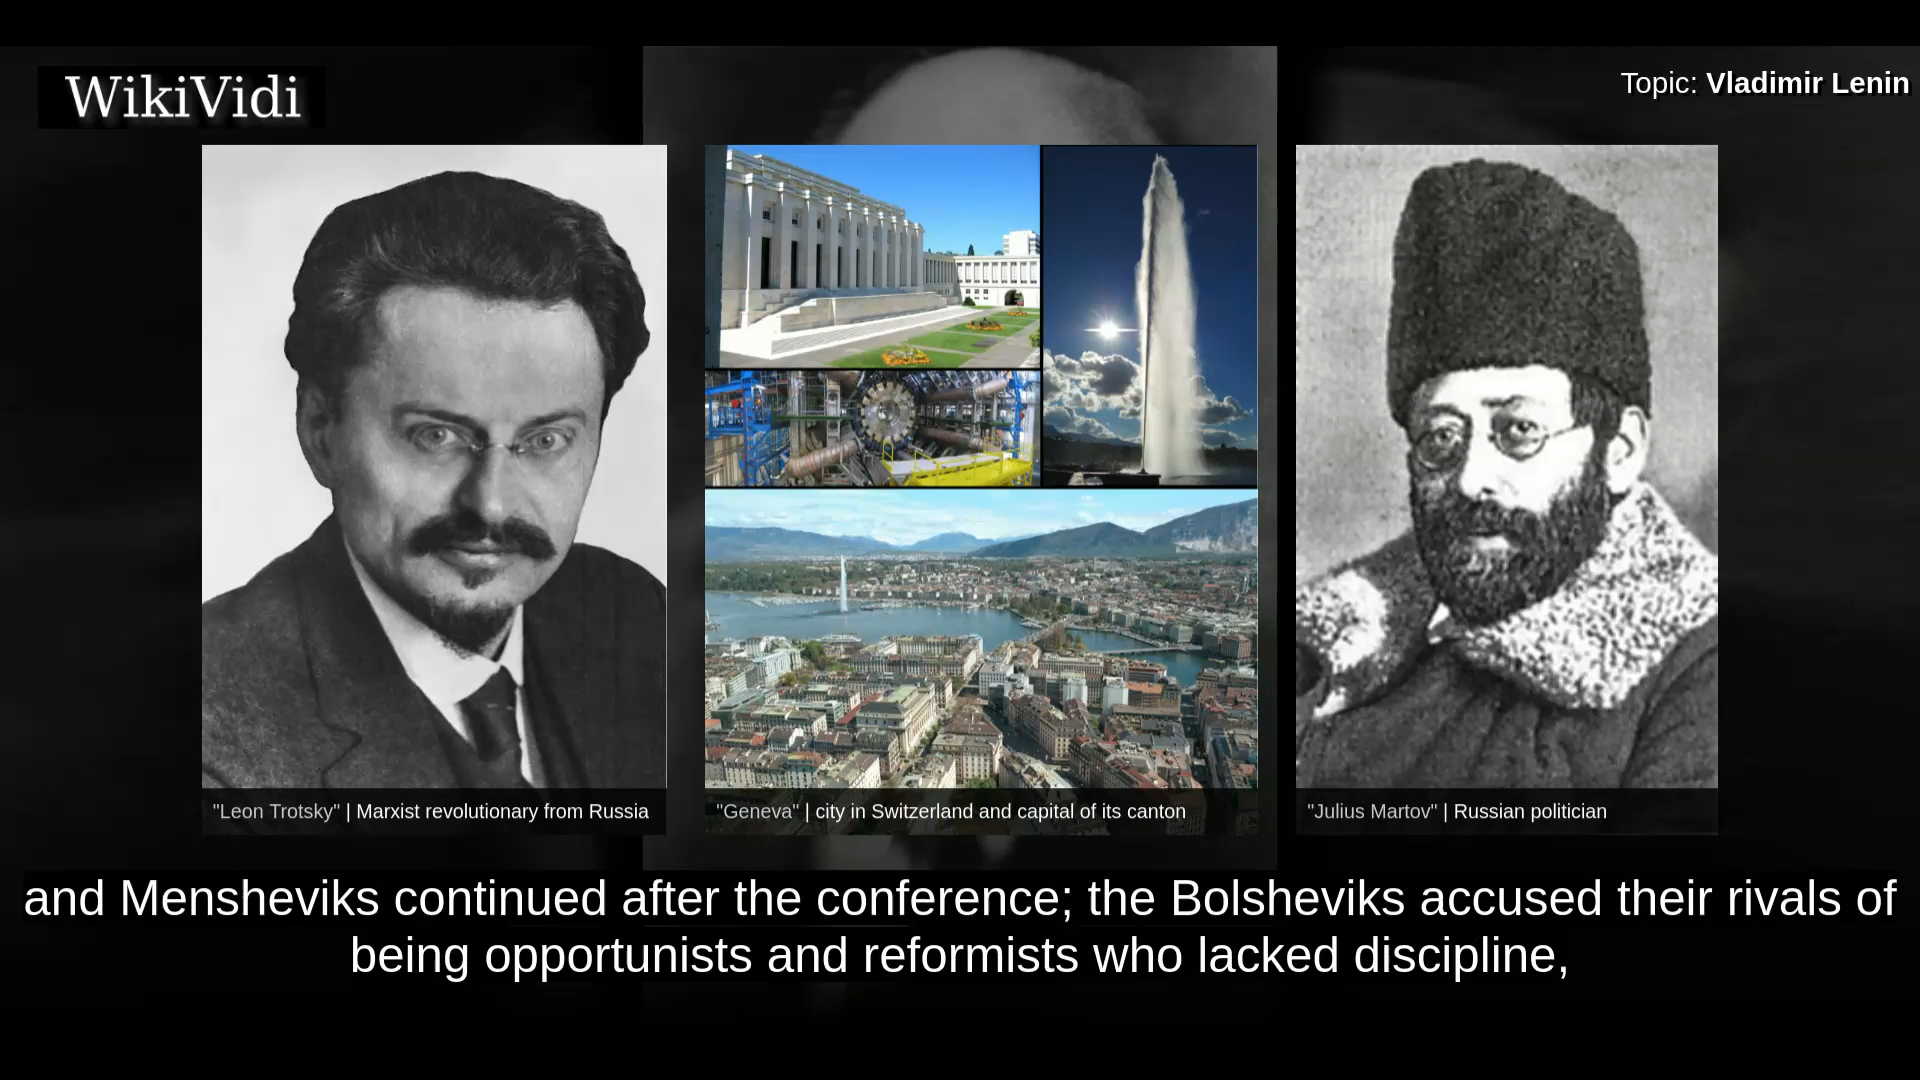 WikiVidi
Topic: Vladimir Lenin
"Leon Trotsky" | Marxist revolutionary from Russia
"Geneva" | city in Switzerland and capital of its canton
"Julius Martov" | Russian politician
and Mensheviks continued after the conference; the Bolsheviks accused their rivals of
being opportunists and reformists who lacked discipline,